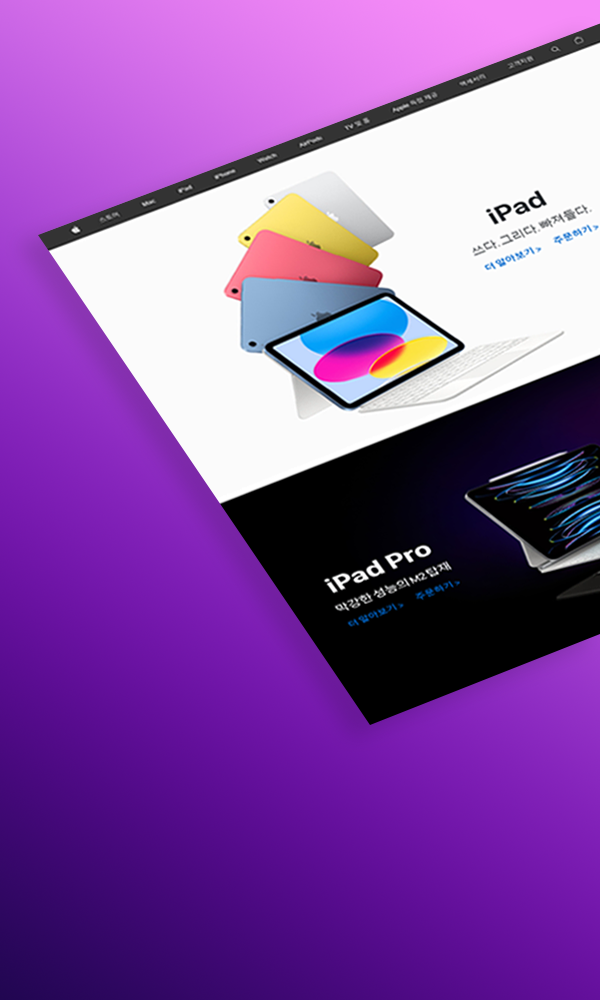 스토어 Mac iPad iPhone Watch AirPods TV 및 홈 Apple 독점 제공 액세서리 고객지원
iPad
쓰다. 그리다. 빠져들다.
더 알아보기 > 주문하기 >
iPad Pro
막강한 성능의 M2 탑재
더 알아보기 > 주문하기 >